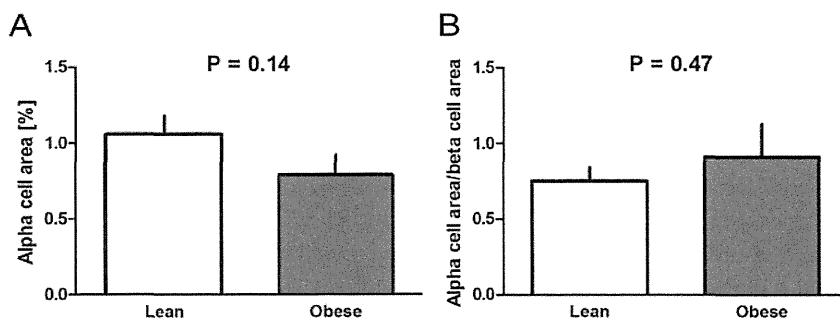 A
P = 0.14
Alpha cell area [%]
1.5
1.0
0.5
0.0
Lean
Obese
B
P = 0.47
Alpha cell area/beta cell area
1.5
1.0
0.5
0.0
Lean
Obese